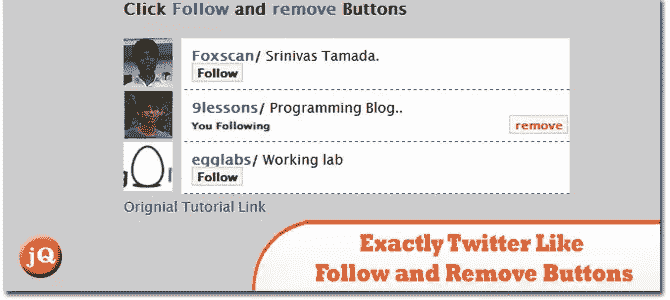 Click Follow and remove Buttons
Foxscan/ Srinivas Tamada.
Follow
9lessons/ Programming Blog..
You Following
remove
egglabs/ Working lab
Follow
Orignial Tutorial Link
jQ
Exactly Twitter Like
Follow and Remove Buttons